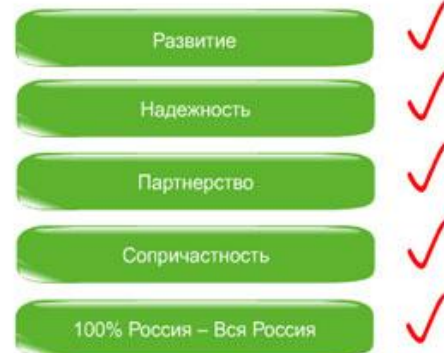 Развитие
Надежность
Партнерство
Сопричастность
100% Россия – Вся Россия